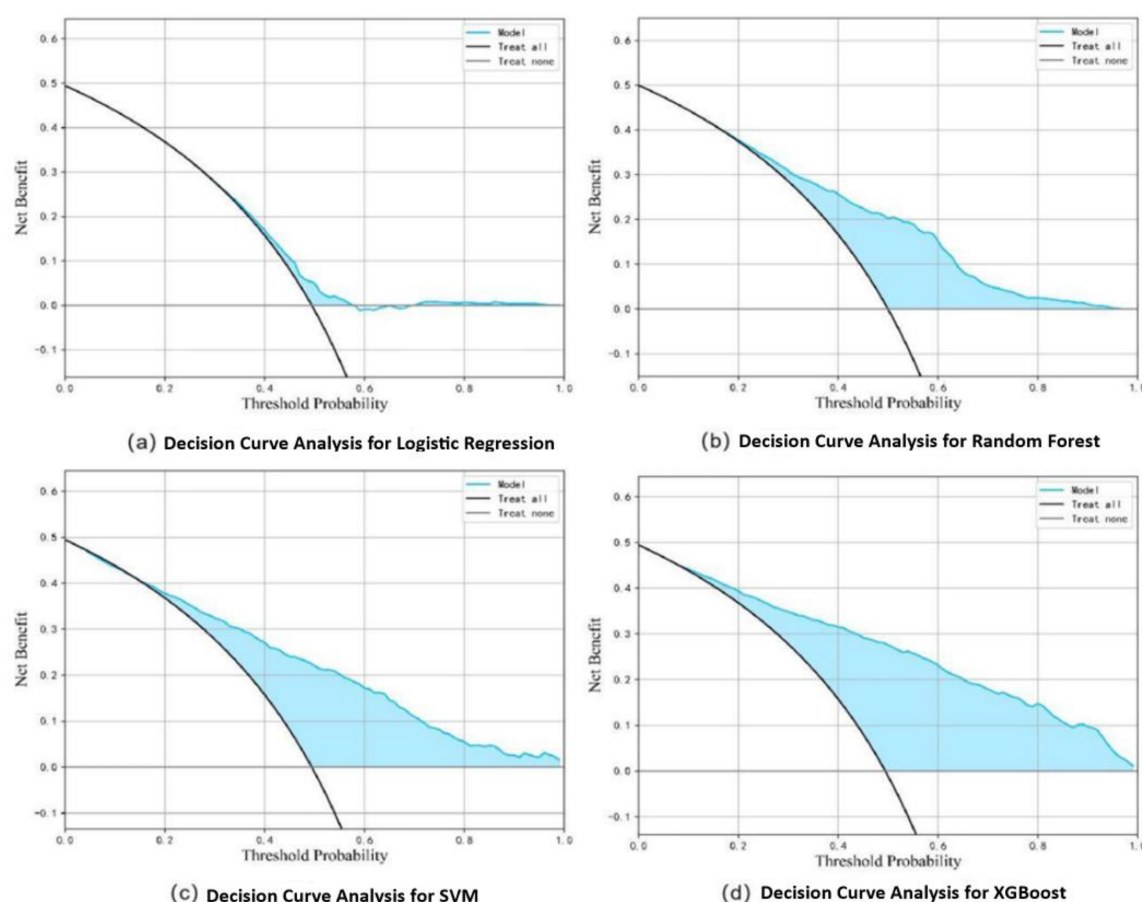 0.6
0.5
0.4
0.3
0.2
0.1
0.0
-0.1
Net Benefit
Model
Treat all
Treat none
0.0 0.2 0.4 0.6 0.8 1.0
Threshold Probability
(a) Decision Curve Analysis for Logistic Regression
0.6
0.5
0.4
0.3
0.2
0.1
0.0
-0.1
Net Benefit
Model
Treat all
Treat none
0.0 0.2 0.4 0.6 0.8 1.0
Threshold Probability
(b) Decision Curve Analysis for Random Forest
0.6
0.5
0.4
0.3
0.2
0.1
0.0
-0.1
Net Benefit
Model
Treat all
Treat none
0.0 0.2 0.4 0.6 0.8 1.0
Threshold Probability
(c) Decision Curve Analysis for SVM
0.6
0.5
0.4
0.3
0.2
0.1
0.0
-0.1
Net Benefit
Model
Treat all
Treat none
0.0 0.2 0.4 0.6 0.8 1.0
Threshold Probability
(d) Decision Curve Analysis for XGBoost